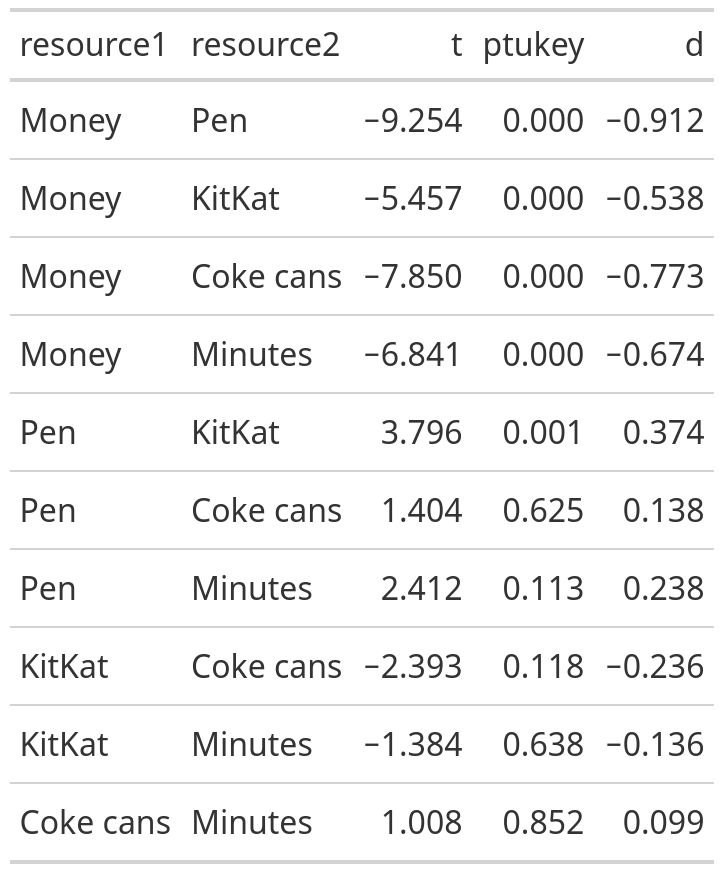 resource1 resource2 t ptukey d
Money Pen −9.254 0.000 −0.912
Money KitKat −5.457 0.000 −0.538
Money Coke cans −7.850 0.000 −0.773
Money Minutes −6.841 0.000 −0.674
Pen KitKat 3.796 0.001 0.374
Pen Coke cans 1.404 0.625 0.138
Pen Minutes 2.412 0.113 0.238
KitKat Coke cans −2.393 0.118 −0.236
KitKat Minutes −1.384 0.638 −0.136
Coke cans Minutes 1.008 0.852 0.099